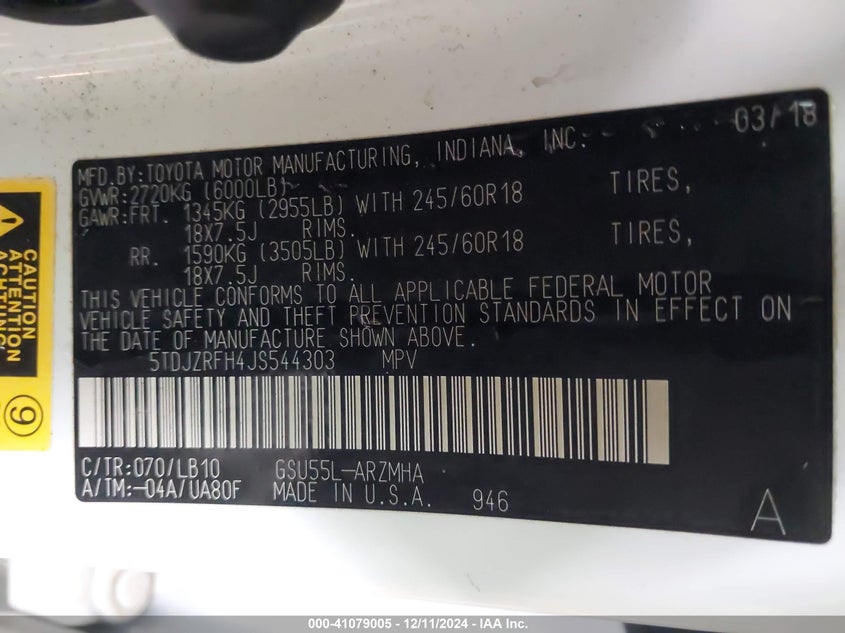 03/18
MFD.BY:TOYOTA MOTOR MANUFACTURING, INDIANA, INC.
GVWR:2720KG (6000LB)
GAWR:FRT. 1345KG (2955LB) WITH 245/60R18 TIRES,
18X7.5J RIMS.
RR. 1590KG (3505LB) WITH 245/60R18 TIRES,
18X7.5J RIMS.
THIS VEHICLE CONFORMS TO ALL APPLICABLE FEDERAL MOTOR
VEHICLE SAFETY AND THEFT PREVENTION STANDARDS IN EFFECT ON
THE DATE OF MANUFACTURE SHOWN ABOVE.
5TDJZRFH4JS544303 MPV
C/TR:070/LB10 GSU55L-ARZMHA
A/TM:-04A/UA80F MADE IN U.S.A. 946
A
CAUTION
ATTENTION
ACHTUNG
9
000-41079005 - 12/11/2024 - IAA Inc.